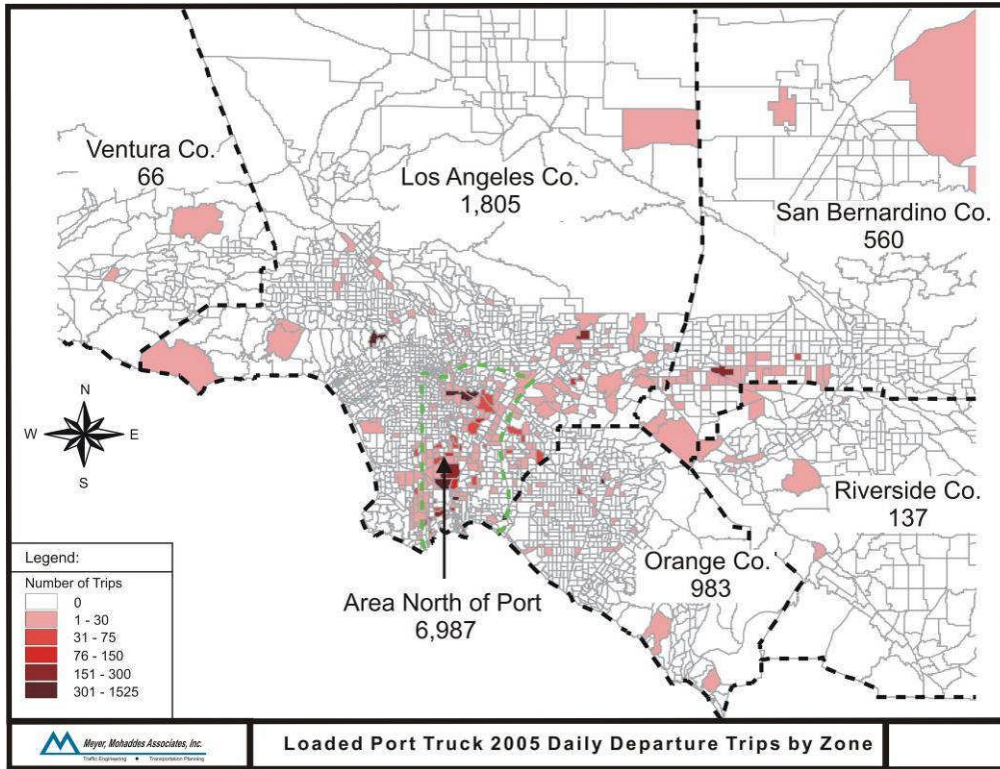 Ventura Co.
66
Los Angeles Co.
1,805
San Bernardino Co.
560
N
W
E
S
Riverside Co.
137
Orange Co.
983
Area North of Port
6,987
Legend:
Number of Trips
0
1 - 30
31 - 75
76 - 150
151 - 300
301 - 1525
Meyer, Mohaddes Associates, Inc.
Traffic Engineering • Transportation Planning
Loaded Port Truck 2005 Daily Departure Trips by Zone